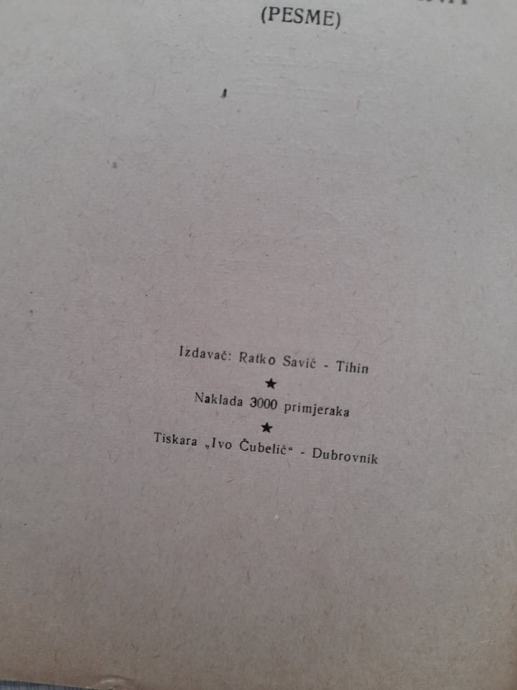 (PESME)
Izdavač: Ratko Savić - Tihin
★
Naklada 3000 primjeraka
★
Tiskara „Ivo Čubelić“ - Dubrovnik